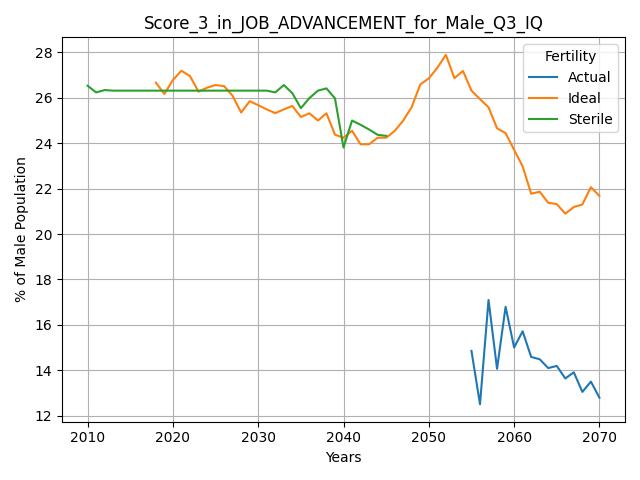 Score_3_in_JOB_ADVANCEMENT_for_Male_Q3_IQ
Fertility
Actual
Ideal
Sterile
% of Male Population
28
26
24
22
20
18
16
14
12
2010 2020 2030 2040 2050 2060 2070
Years